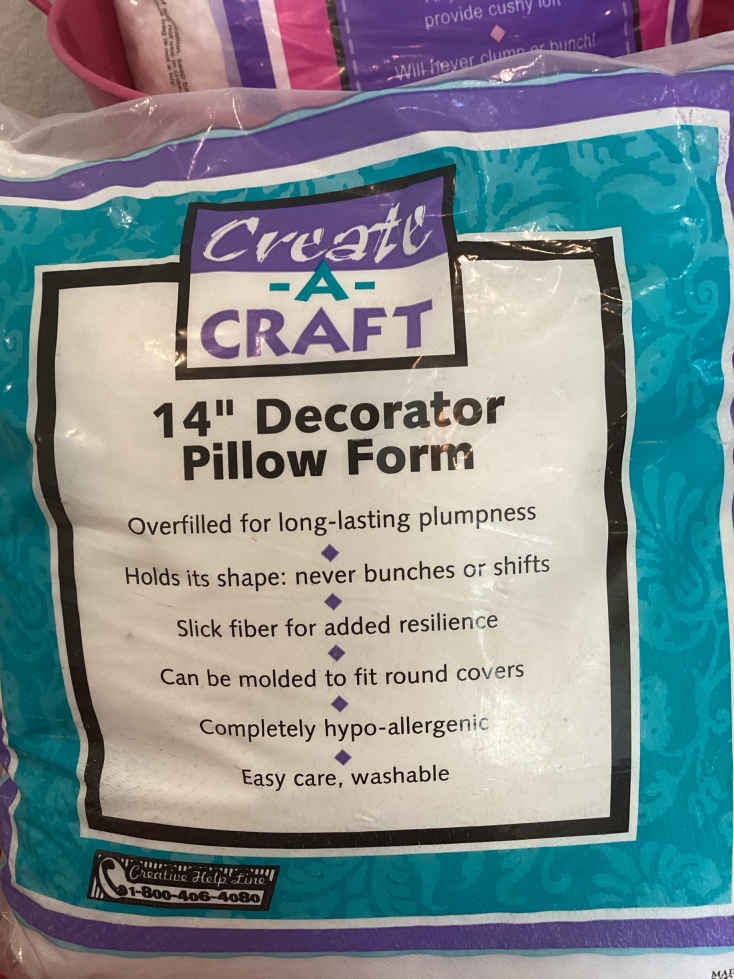 provide cushy loft
Will never clump or bunch!
Create
-A-
CRAFT
14" Decorator
Pillow Form
Overfilled for long-lasting plumpness
Holds its shape: never bunches or shifts
Slick fiber for added resilience
Can be molded to fit round covers
Completely hypo-allergenic
Easy care, washable
Creative Help Line
1-800-406-4080